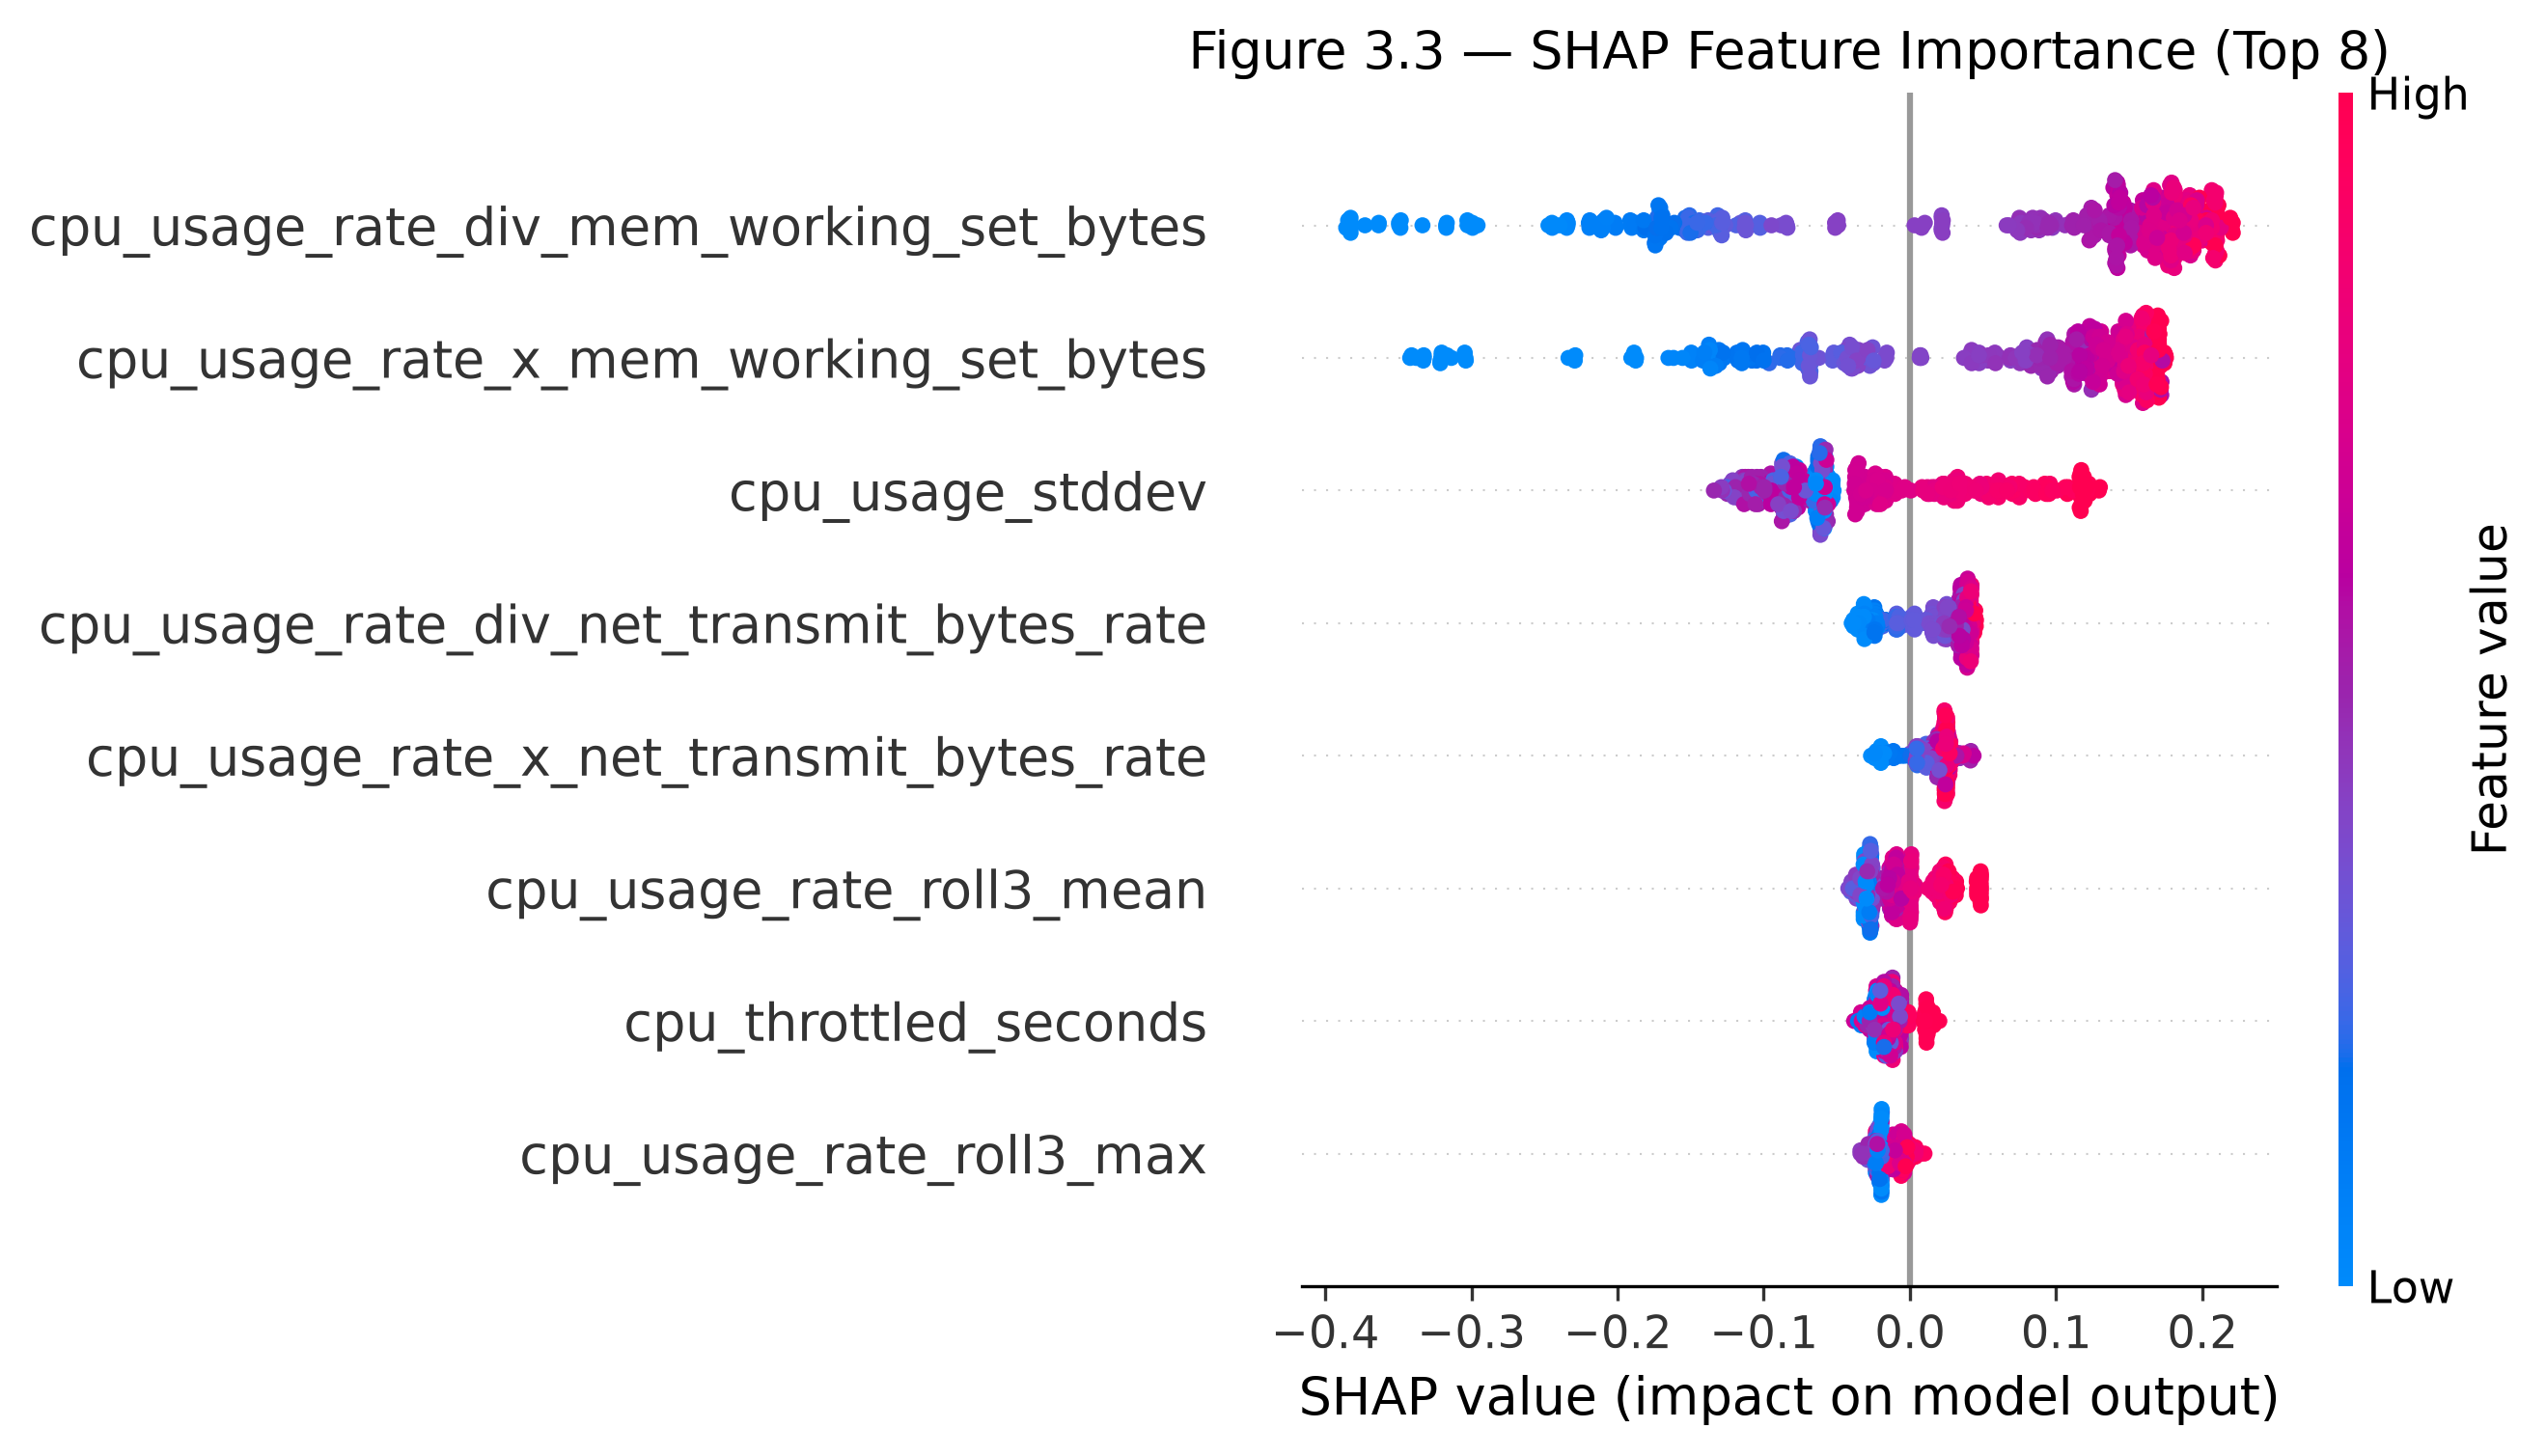 Figure 3.3 — SHAP Feature Importance (Top 8)
High
cpu_usage_rate_div_mem_working_set_bytes
cpu_usage_rate_x_mem_working_set_bytes
cpu_usage_stddev
cpu_usage_rate_div_net_transmit_bytes_rate
cpu_usage_rate_x_net_transmit_bytes_rate
cpu_usage_rate_roll3_mean
cpu_throttled_seconds
cpu_usage_rate_roll3_max
Feature value
Low
−0.4 −0.3 −0.2 −0.1 0.0 0.1 0.2
SHAP value (impact on model output)